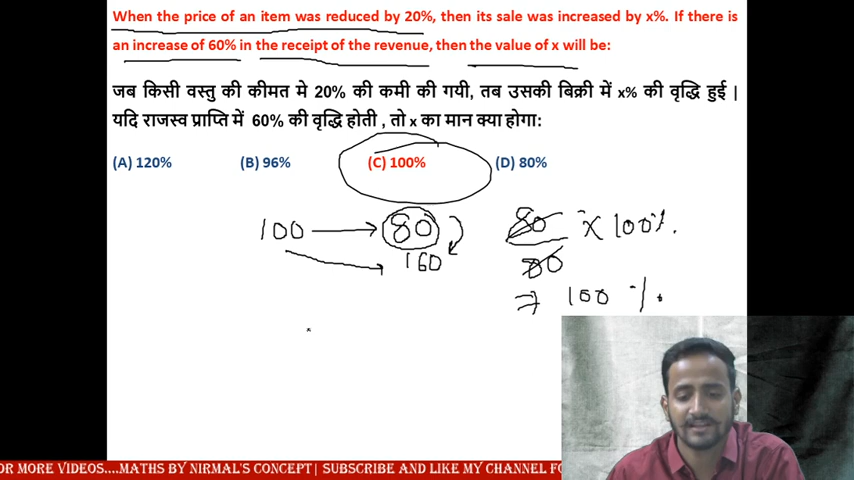 When the price of an item was reduced by 20%, then its sale was increased by x%. If there is
an increase of 60% in the receipt of the revenue, then the value of x will be:
जब किसी वस्तु की कीमत मे 20% की कमी की गयी, तब उसकी बिक्री में x% की वृद्धि हुई |
यदि राजस्व प्राप्ति में 60% की वृद्धि होती , तो x का मान क्या होगा:
(A) 120% (B) 96% (C) 100% (D) 80%
100 → 80 80 x 100%.
160 80
⇒ 100 %
OR MORE VIDEOS....MATHS BY NIRMAL'S CONCEPT| SUBSCRIBE AND LIKE MY CHANNEL FO